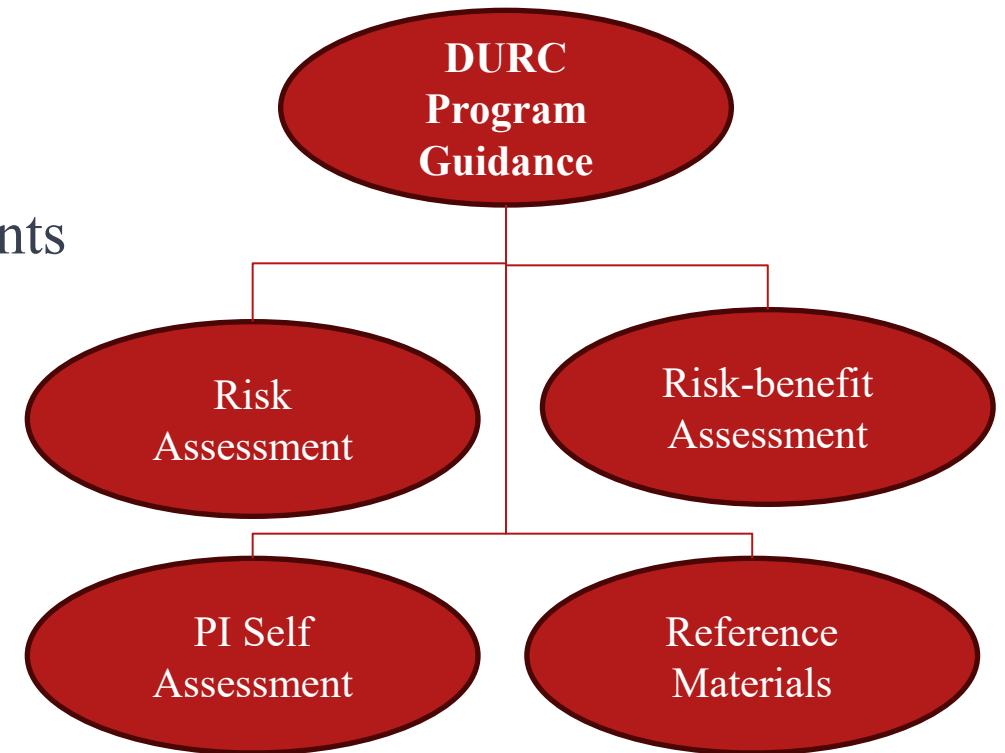 DURC
Program
Guidance
nts
Risk
Assessment
Risk-benefit
Assessment
PI Self
Assessment
Reference
Materials